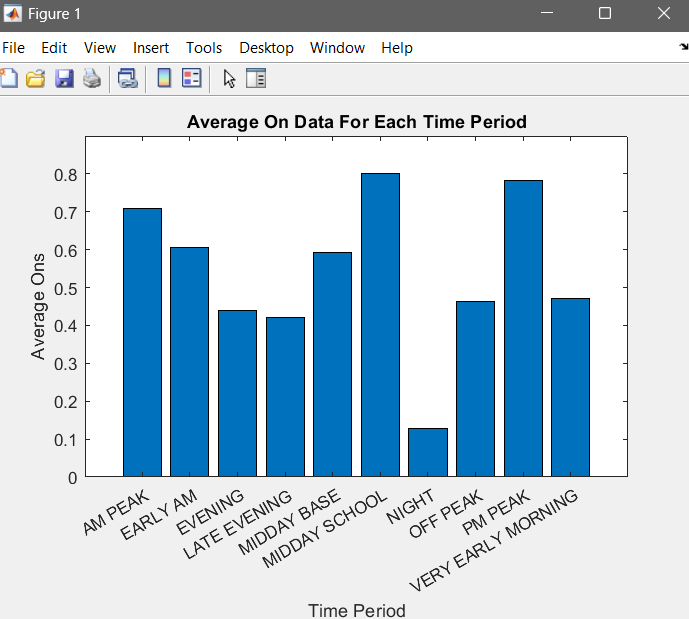 Figure 1
File Edit View Insert Tools Desktop Window Help
Average On Data For Each Time Period
Average Ons
0.8
0.7
0.6
0.5
0.4
0.3
0.2
0.1
0
AM PEAK
EARLY AM
EVENING
LATE EVENING
MIDDAY BASE
MIDDAY SCHOOL
NIGHT
OFF PEAK
PM PEAK
VERY EARLY MORNING
Time Period